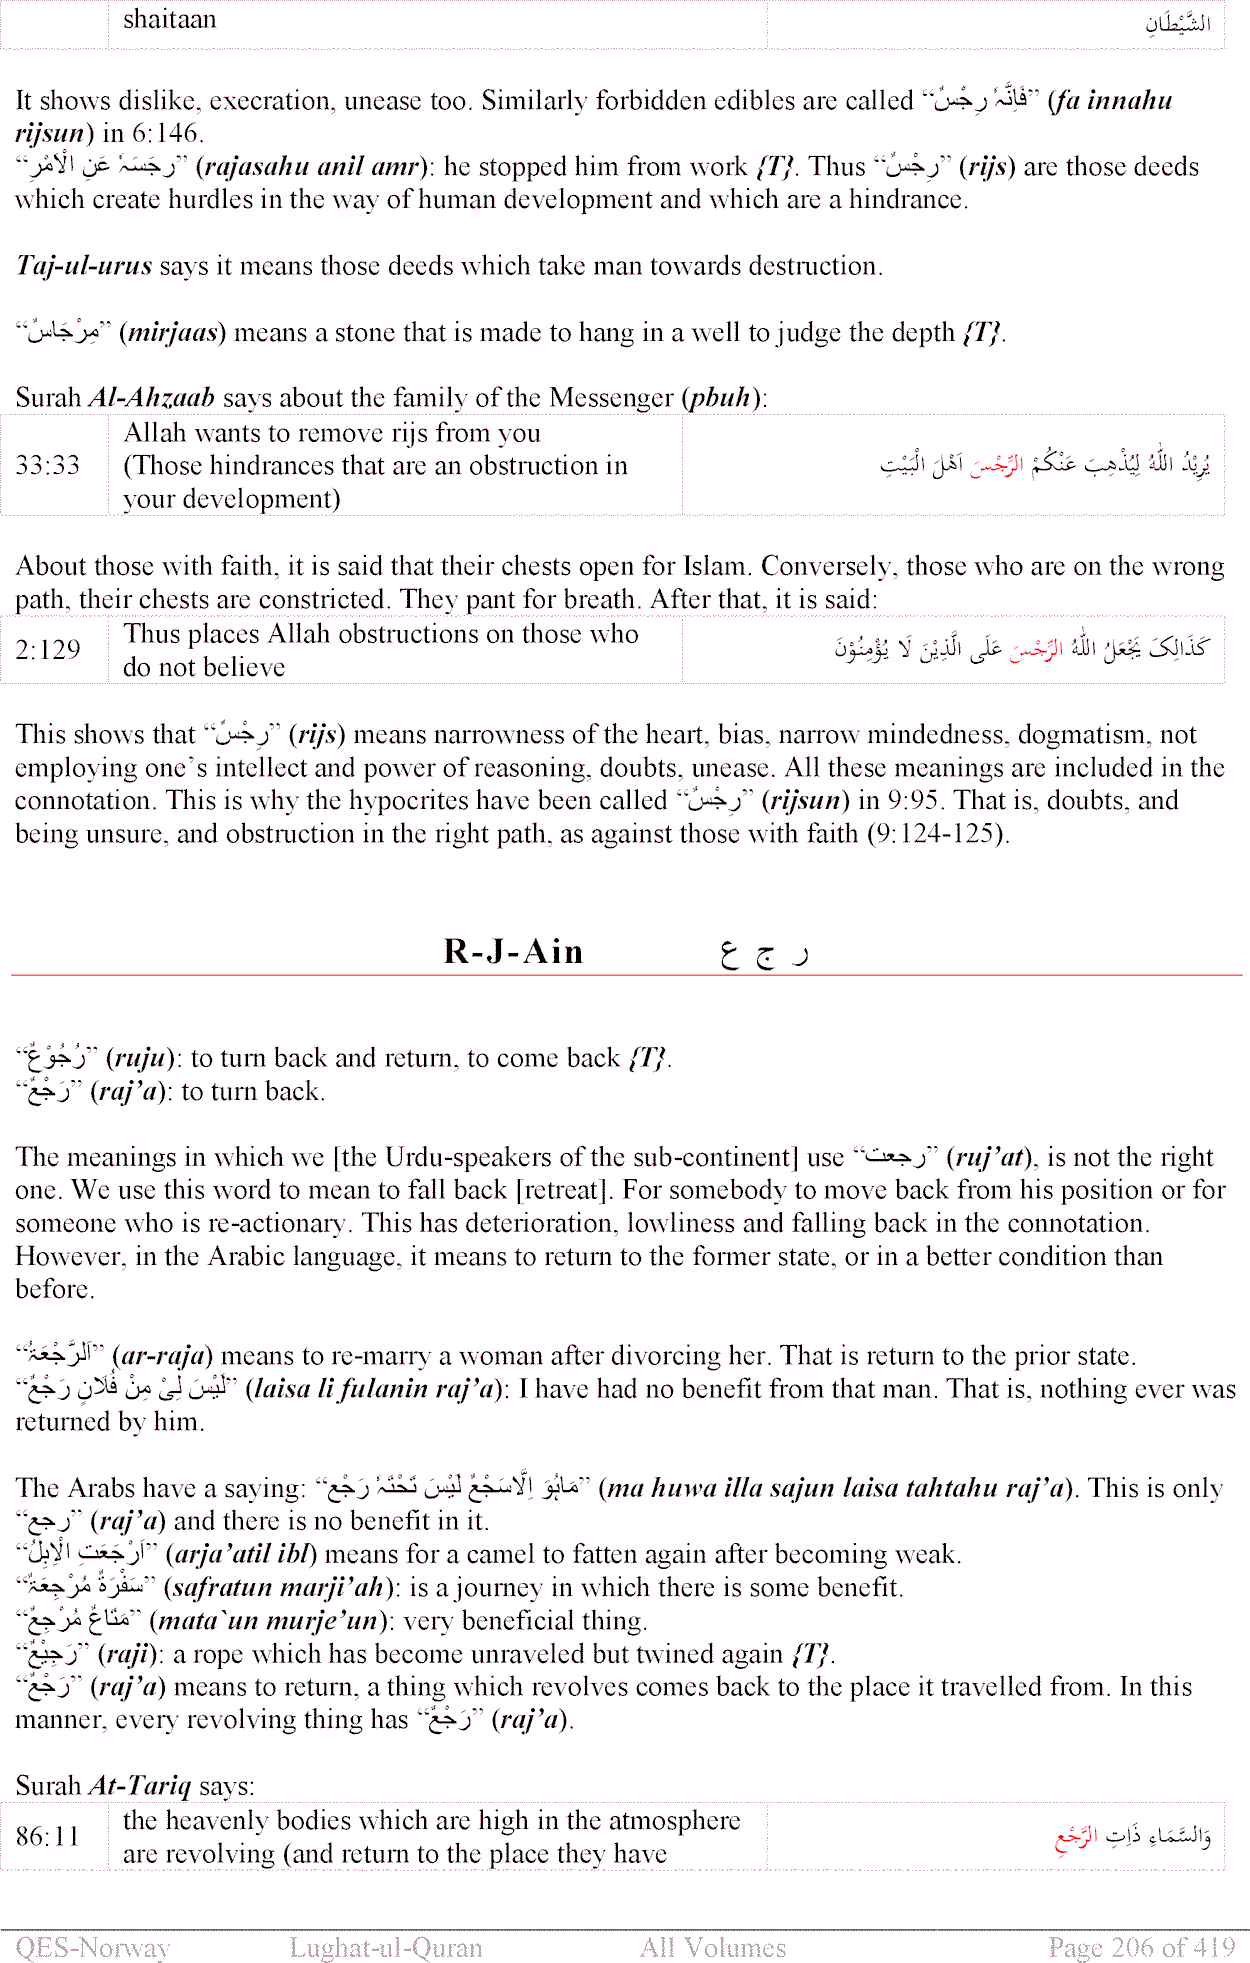 shaitaan الشَّيْطَانِ
It shows dislike, execration, unease too. Similarly forbidden edibles are called “فَاِنَّہٗ رِجْسٌ” (fa innahu
rijsun) in 6:146.
“رَجَسَہٗ عَنِ الْاَمْرِ” (rajasahu anil amr): he stopped him from work {T}. Thus “رِجْسٌ” (rijs) are those deeds
which create hurdles in the way of human development and which are a hindrance.
Taj-ul-urus says it means those deeds which take man towards destruction.
“مِرْجَاسٌ” (mirjaas) means a stone that is made to hang in a well to judge the depth {T}.
Surah Al-Ahzaab says about the family of the Messenger (pbuh):
Allah wants to remove rijs from you
33:33 (Those hindrances that are an obstruction in يُرِيْدُ اللّٰهُ لِيُذْهِبَ عَنْكُمْ الرِّجْسَ اَهْلَ الْبَيْتِ
your development)
About those with faith, it is said that their chests open for Islam. Conversely, those who are on the wrong
path, their chests are constricted. They pant for breath. After that, it is said:
2:129 Thus places Allah obstructions on those who كَذَالِکَ يَجْعَلُ اللّٰهُ الرِّجْسَ عَلَى الَّذِيْنَ لَا يُؤْمِنُوْنَ
do not believe
This shows that “رِجْسٌ” (rijs) means narrowness of the heart, bias, narrow mindedness, dogmatism, not
employing one’s intellect and power of reasoning, doubts, unease. All these meanings are included in the
connotation. This is why the hypocrites have been called “رِجْسٌ” (rijsun) in 9:95. That is, doubts, and
being unsure, and obstruction in the right path, as against those with faith (9:124-125).
R-J-Ain ر ج ع
“رُجُوْعٌ” (ruju): to turn back and return, to come back {T}.
“رَجْعٌ” (raj’a): to turn back.
The meanings in which we [the Urdu-speakers of the sub-continent] use “رجعت” (ruj’at), is not the right
one. We use this word to mean to fall back [retreat]. For somebody to move back from his position or for
someone who is re-actionary. This has deterioration, lowliness and falling back in the connotation.
However, in the Arabic language, it means to return to the former state, or in a better condition than
before.
“اَلرَّجْعَۃُ” (ar-raja) means to re-marry a woman after divorcing her. That is return to the prior state.
“لَيْسَ لِیْ مِنْ فُلَانٍ رَجْعٌ” (laisa li fulanin raj’a): I have had no benefit from that man. That is, nothing ever was
returned by him.
The Arabs have a saying: “مَاہُوَ اِلَّاسَجْعٌ لَيْسَ تَحْتَہٗ رَجْع” (ma huwa illa sajun laisa tahtahu raj’a). This is only
“رجع” (raj’a) and there is no benefit in it.
“اَرْجَعَتِ الْاِبِلُ” (arja’atil ibl) means for a camel to fatten again after becoming weak.
“سَفْرَۃٌ مُرْجِعَۃٌ” (safratun marji’ah): is a journey in which there is some benefit.
“مَتَاعٌ مُرْجِعٌ” (mata`un murje’un): very beneficial thing.
“رَجِيْعٌ” (raji): a rope which has become unraveled but twined again {T}.
“رَجْعٌ” (raj’a) means to return, a thing which revolves comes back to the place it travelled from. In this
manner, every revolving thing has “رَجْعٌ” (raj’a).
Surah At-Tariq says:
86:11 the heavenly bodies which are high in the atmosphere وَالسَّمَاءِ ذَاتِ الرَّجْعِ
are revolving (and return to the place they have
QES-Norway Lughat-ul-Quran All Volumes Page 206 of 419